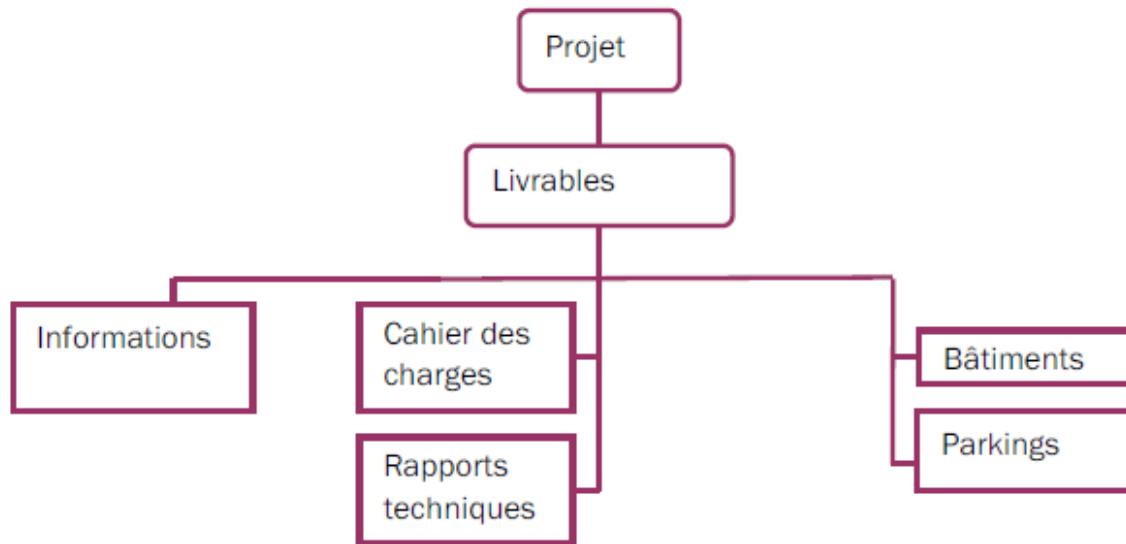 Projet
Livrables
Informations
Cahier des
charges
Rapports
techniques
Bâtiments
Parkings